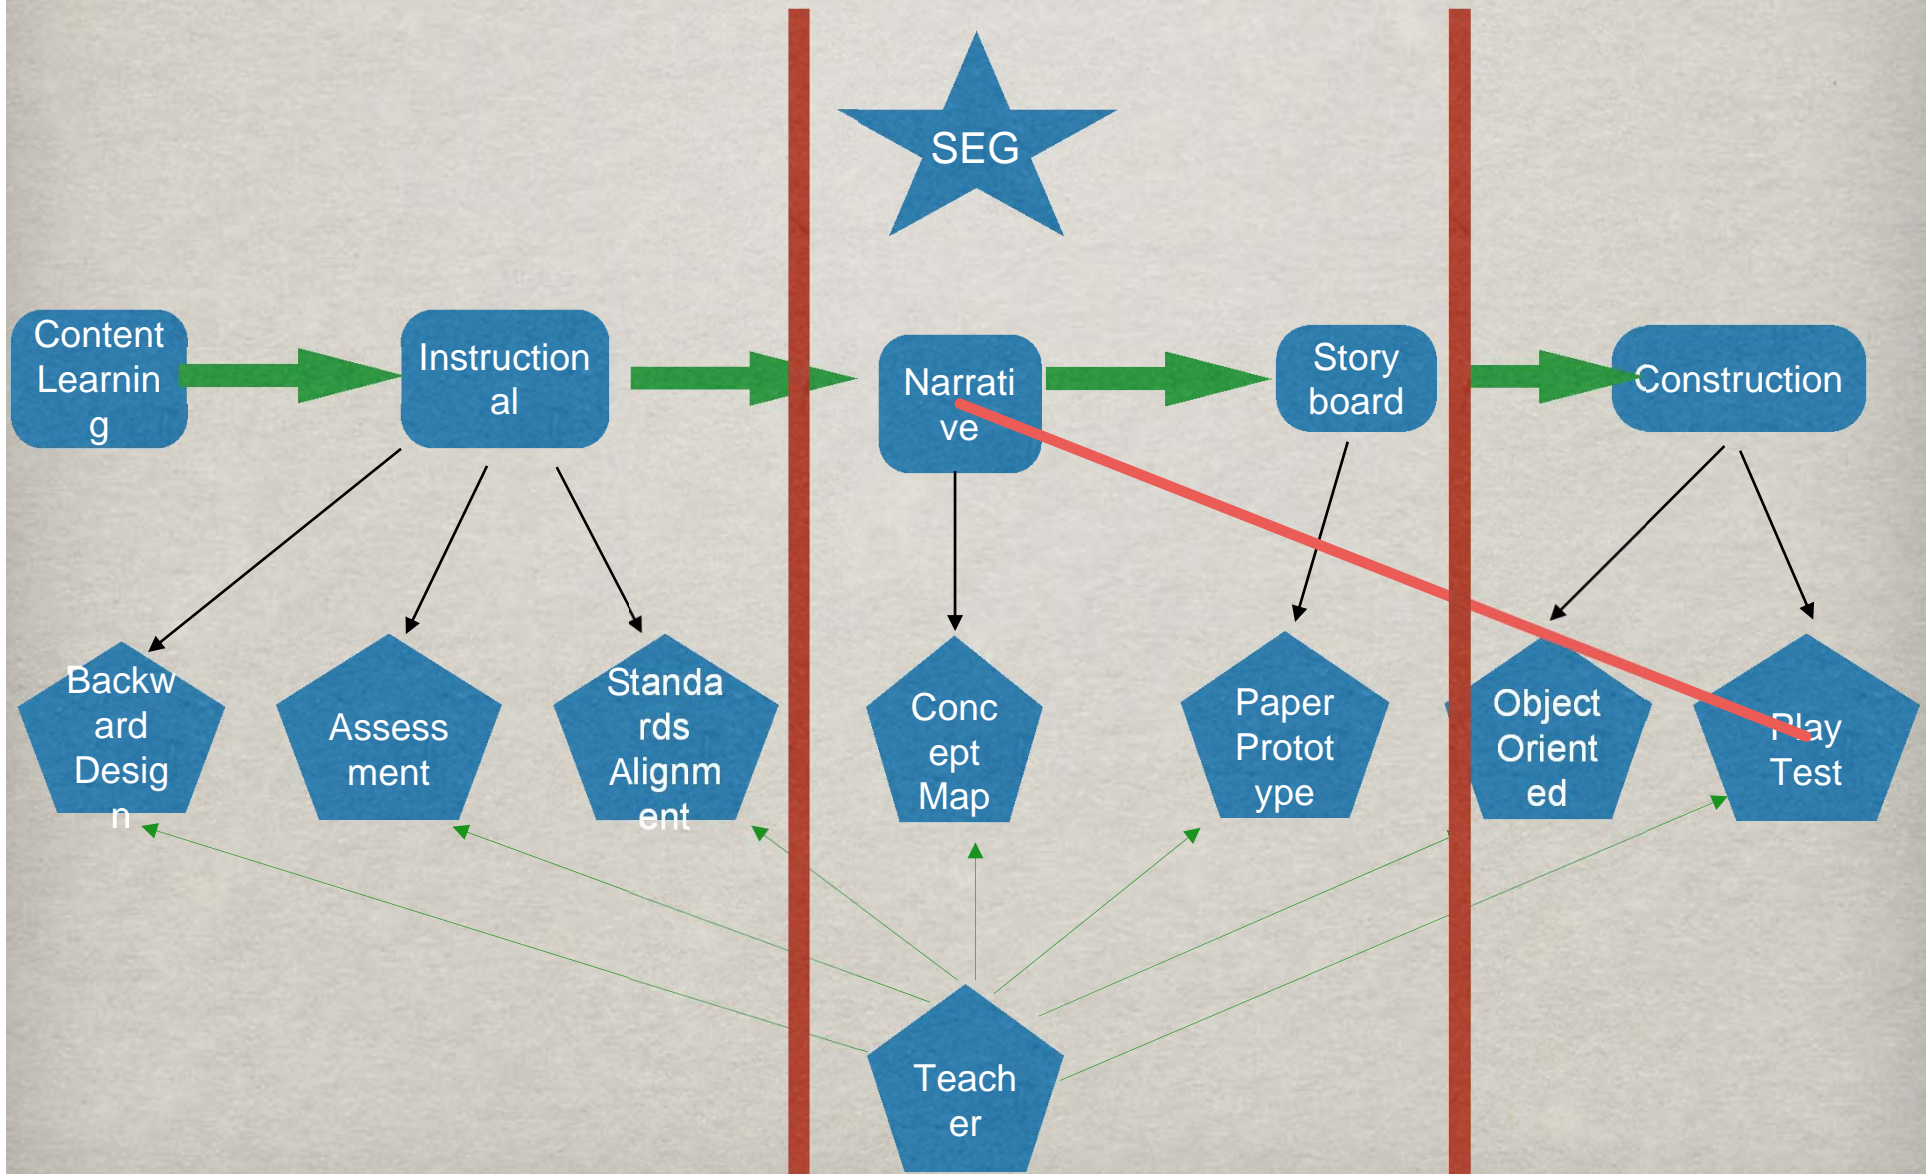 SEG
Content
Learnin
g
Instruction
al
Narrati
ve
Story
board
Construction
Backw
ard
Desig
n
Assess
ment
Standa
rds
Alignm
ent
Conc
ept
Map
Paper
Protot
ype
Object
Orient
ed
Play
Test
Teach
er